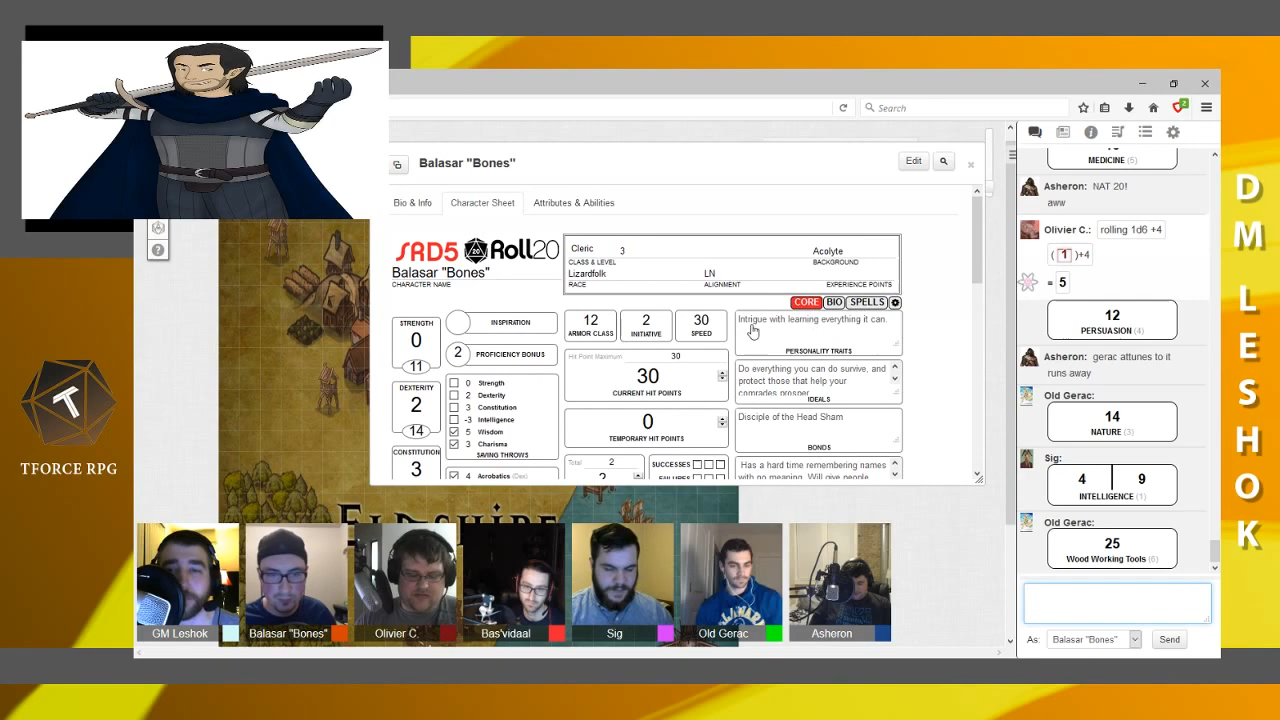 Search
2
Balasar "Bones"
Edit
Bio & Info
Character Sheet
Attributes & Abilities
SRD5 20 Roll20
Balasar "Bones"
CHARACTER NAME
Cleric 3 Acolyte
CLASS & LEVEL BACKGROUND
Lizardfolk LN
RACE ALIGNMENT EXPERIENCE POINTS
CORE BIO SPELLS
STRENGTH
0
11
DEXTERITY
2
14
CONSTITUTION
3
INSPIRATION
2 PROFICIENCY BONUS
0 Strength
2 Dexterity
3 Constitution
-3 Intelligence
5 Wisdom
3 Charisma
SAVING THROWS
4 Acrobatics (Dex)
12
ARMOR CLASS
2
INITIATIVE
30
SPEED
Hit Point Maximum 30
30
CURRENT HIT POINTS
0
TEMPORARY HIT POINTS
Total 2
SUCCESSES
FAILURES
Intrigue with learning everything it can.
PERSONALITY TRAITS
Do everything you can do survive, and
protect those that help your
comrades prosper
IDEALS
Disciple of the Head Sham
BONDS
Has a hard time remembering names
with no meaning. Will give people
MEDICINE (5)
Asheron: NAT 20!
aww
Olivier C.: rolling 1d6 +4
(1)+4
= 5
12
PERSUASION (4)
Asheron: gerac attunes to it
runs away
Old Gerac:
14
NATURE (3)
Sig:
4 9
INTELLIGENCE (1)
Old Gerac:
25
Wood Working Tools (6)
As: Balasar "Bones" Send
?
T
TFORCE RPG
GM Leshok
Balasar "Bones"
Olivier C.
Bas'vidaal
Sig
Old Gerac
Asheron
DM LESHOK